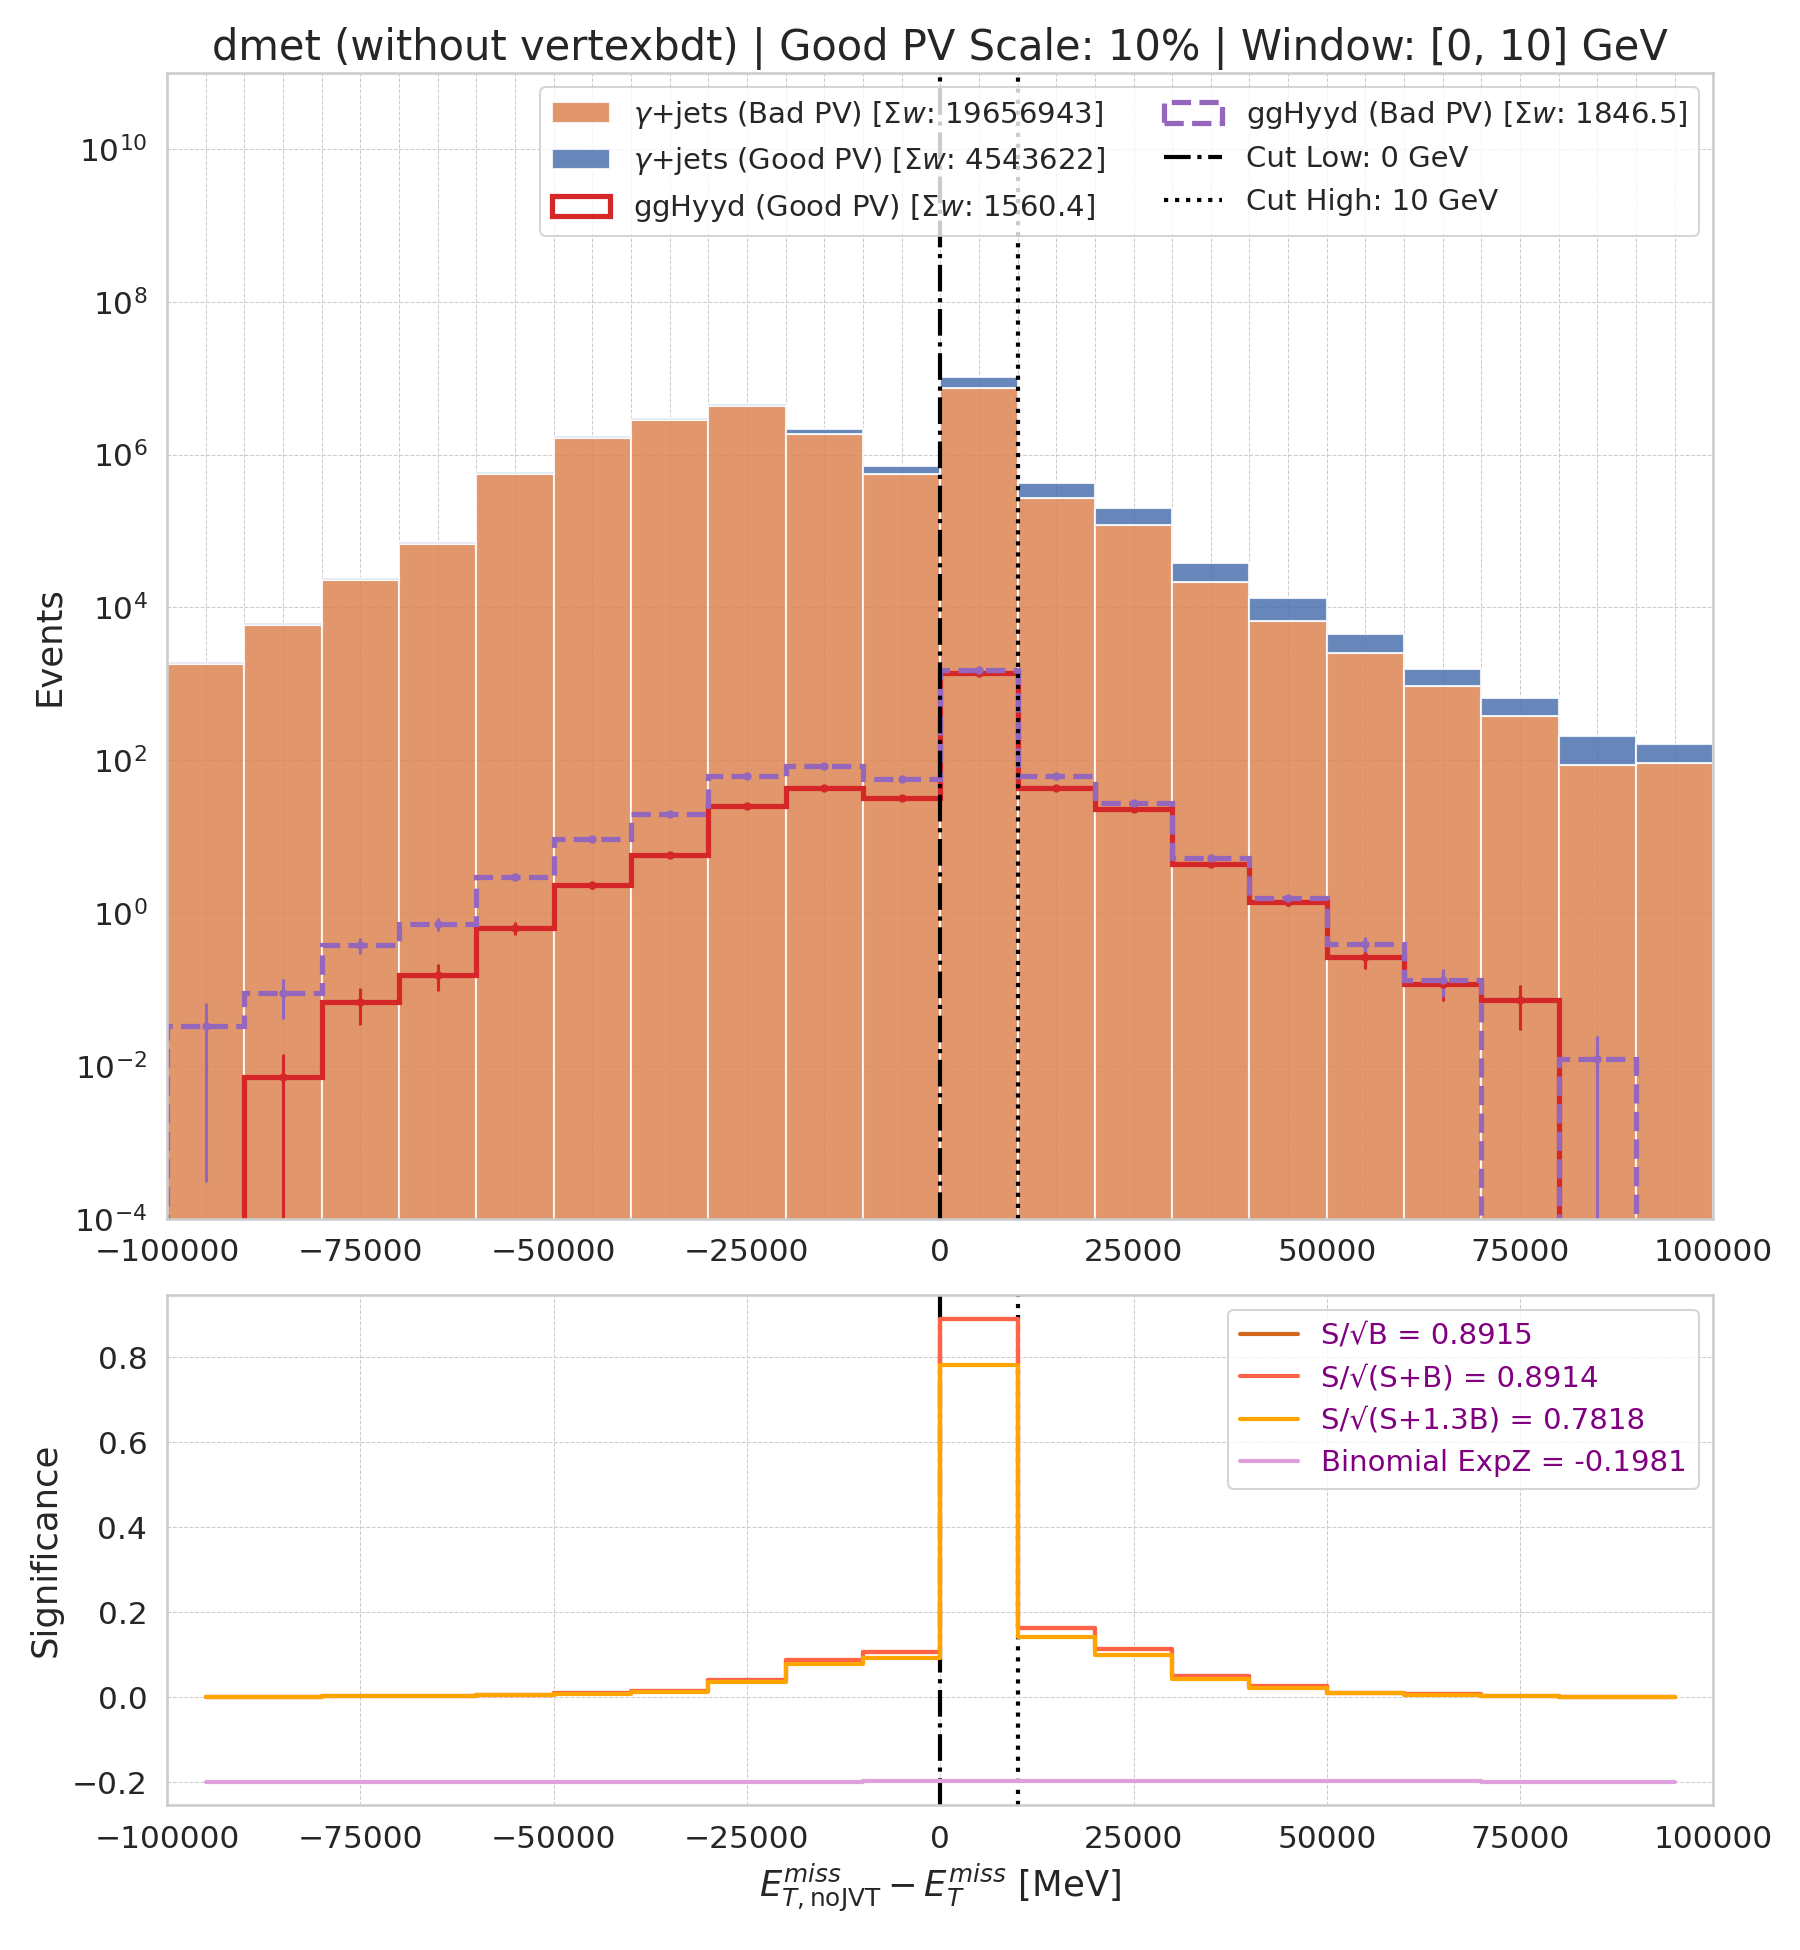 dmet (without vertexbdt) | Good PV Scale: 10% | Window: [0, 10] GeV
γ+jets (Bad PV) [Σw: 19656943]
γ+jets (Good PV) [Σw: 4543622]
ggHyyd (Good PV) [Σw: 1560.4]
ggHyyd (Bad PV) [Σw: 1846.5]
Cut Low: 0 GeV
Cut High: 10 GeV
Events
10^10
10^8
10^6
10^4
10^2
10^0
10^−2
10^−4
−100000 −75000 −50000 −25000 0 25000 50000 75000 100000
S/√B = 0.8915
S/√(S+B) = 0.8914
S/√(S+1.3B) = 0.7818
Binomial ExpZ = -0.1981
Significance
0.8
0.6
0.4
0.2
0.0
−0.2
−100000 −75000 −50000 −25000 0 25000 50000 75000 100000
E_{T,noJVT}^{miss} − E_T^{miss} [MeV]